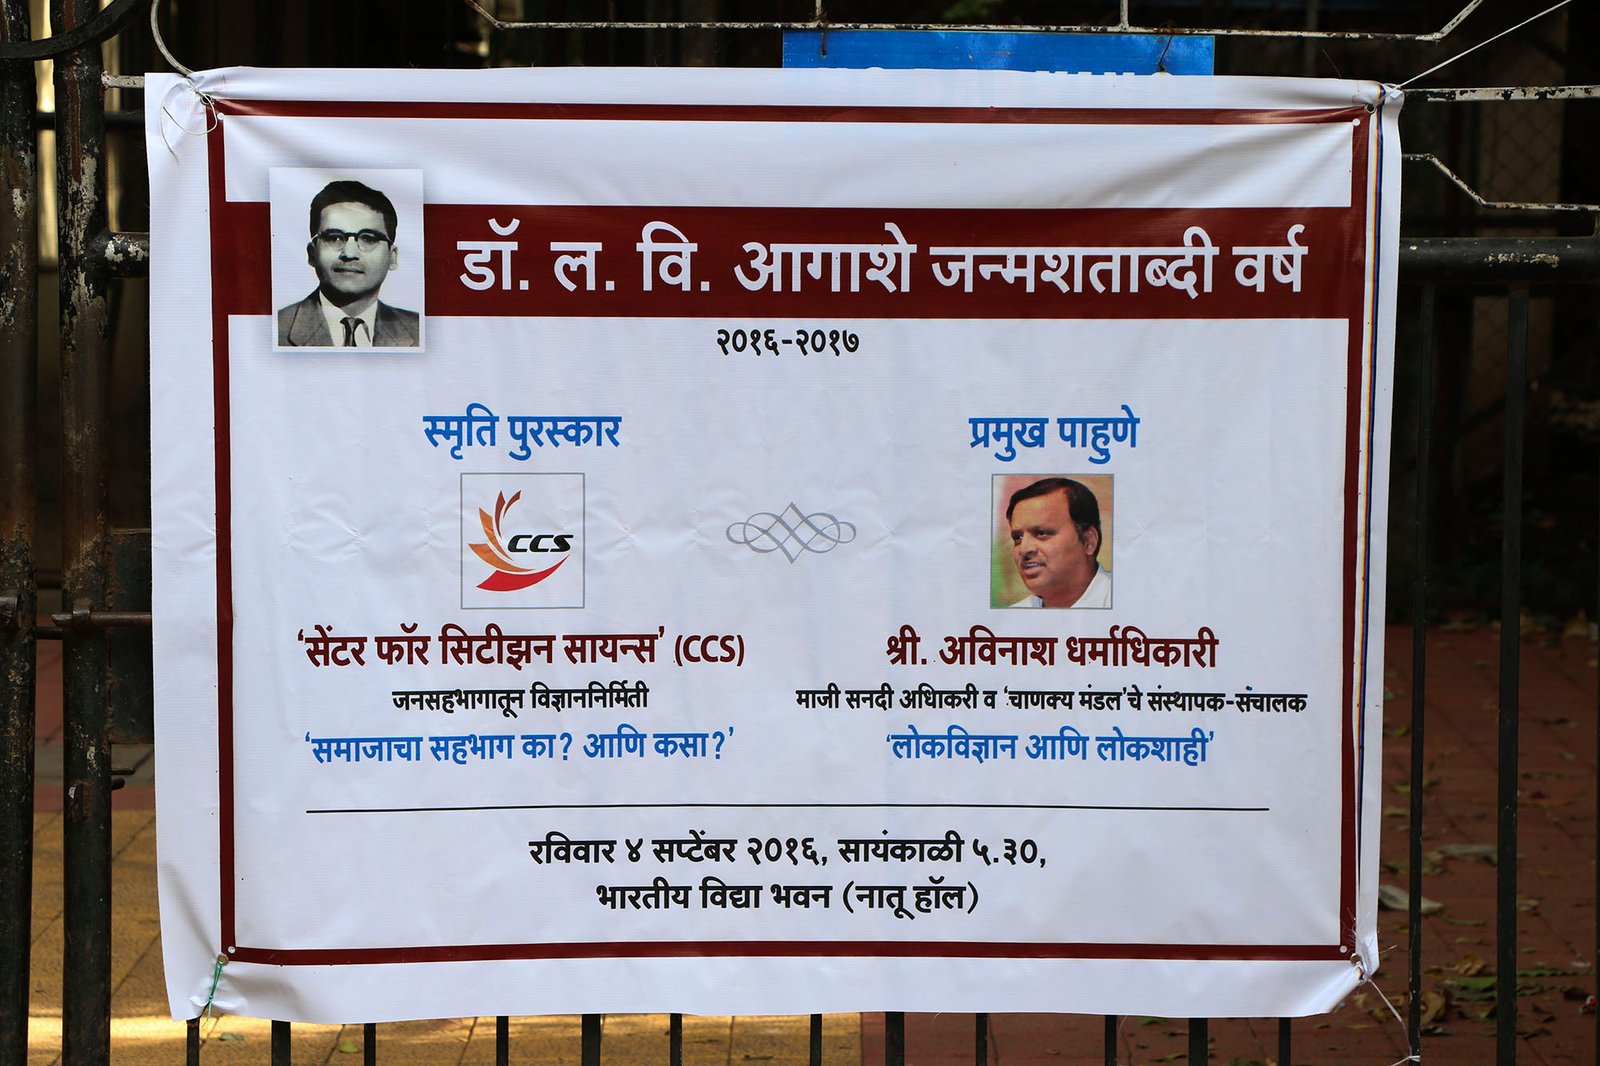 डॉ. ल. वि. आगाशे जन्मशताब्दी वर्ष
२०१६-२०१७
स्मृति पुरस्कार
CCS
'सेंटर फॉर सिटीझन सायन्स' (CCS)
जनसहभागातून विज्ञाननिर्मिती
'समाजाचा सहभाग का? आणि कसा?'
प्रमुख पाहुणे
श्री. अविनाश धर्माधिकारी
माजी सनदी अधिाकरी व 'चाणक्य मंडल'चे संस्थापक-संचालक
'लोकविज्ञान आणि लोकशाही'
रविवार ४ सप्टेंबर २०१६, सायंकाळी ५.३०,
भारतीय विद्या भवन (नातू हॉल)